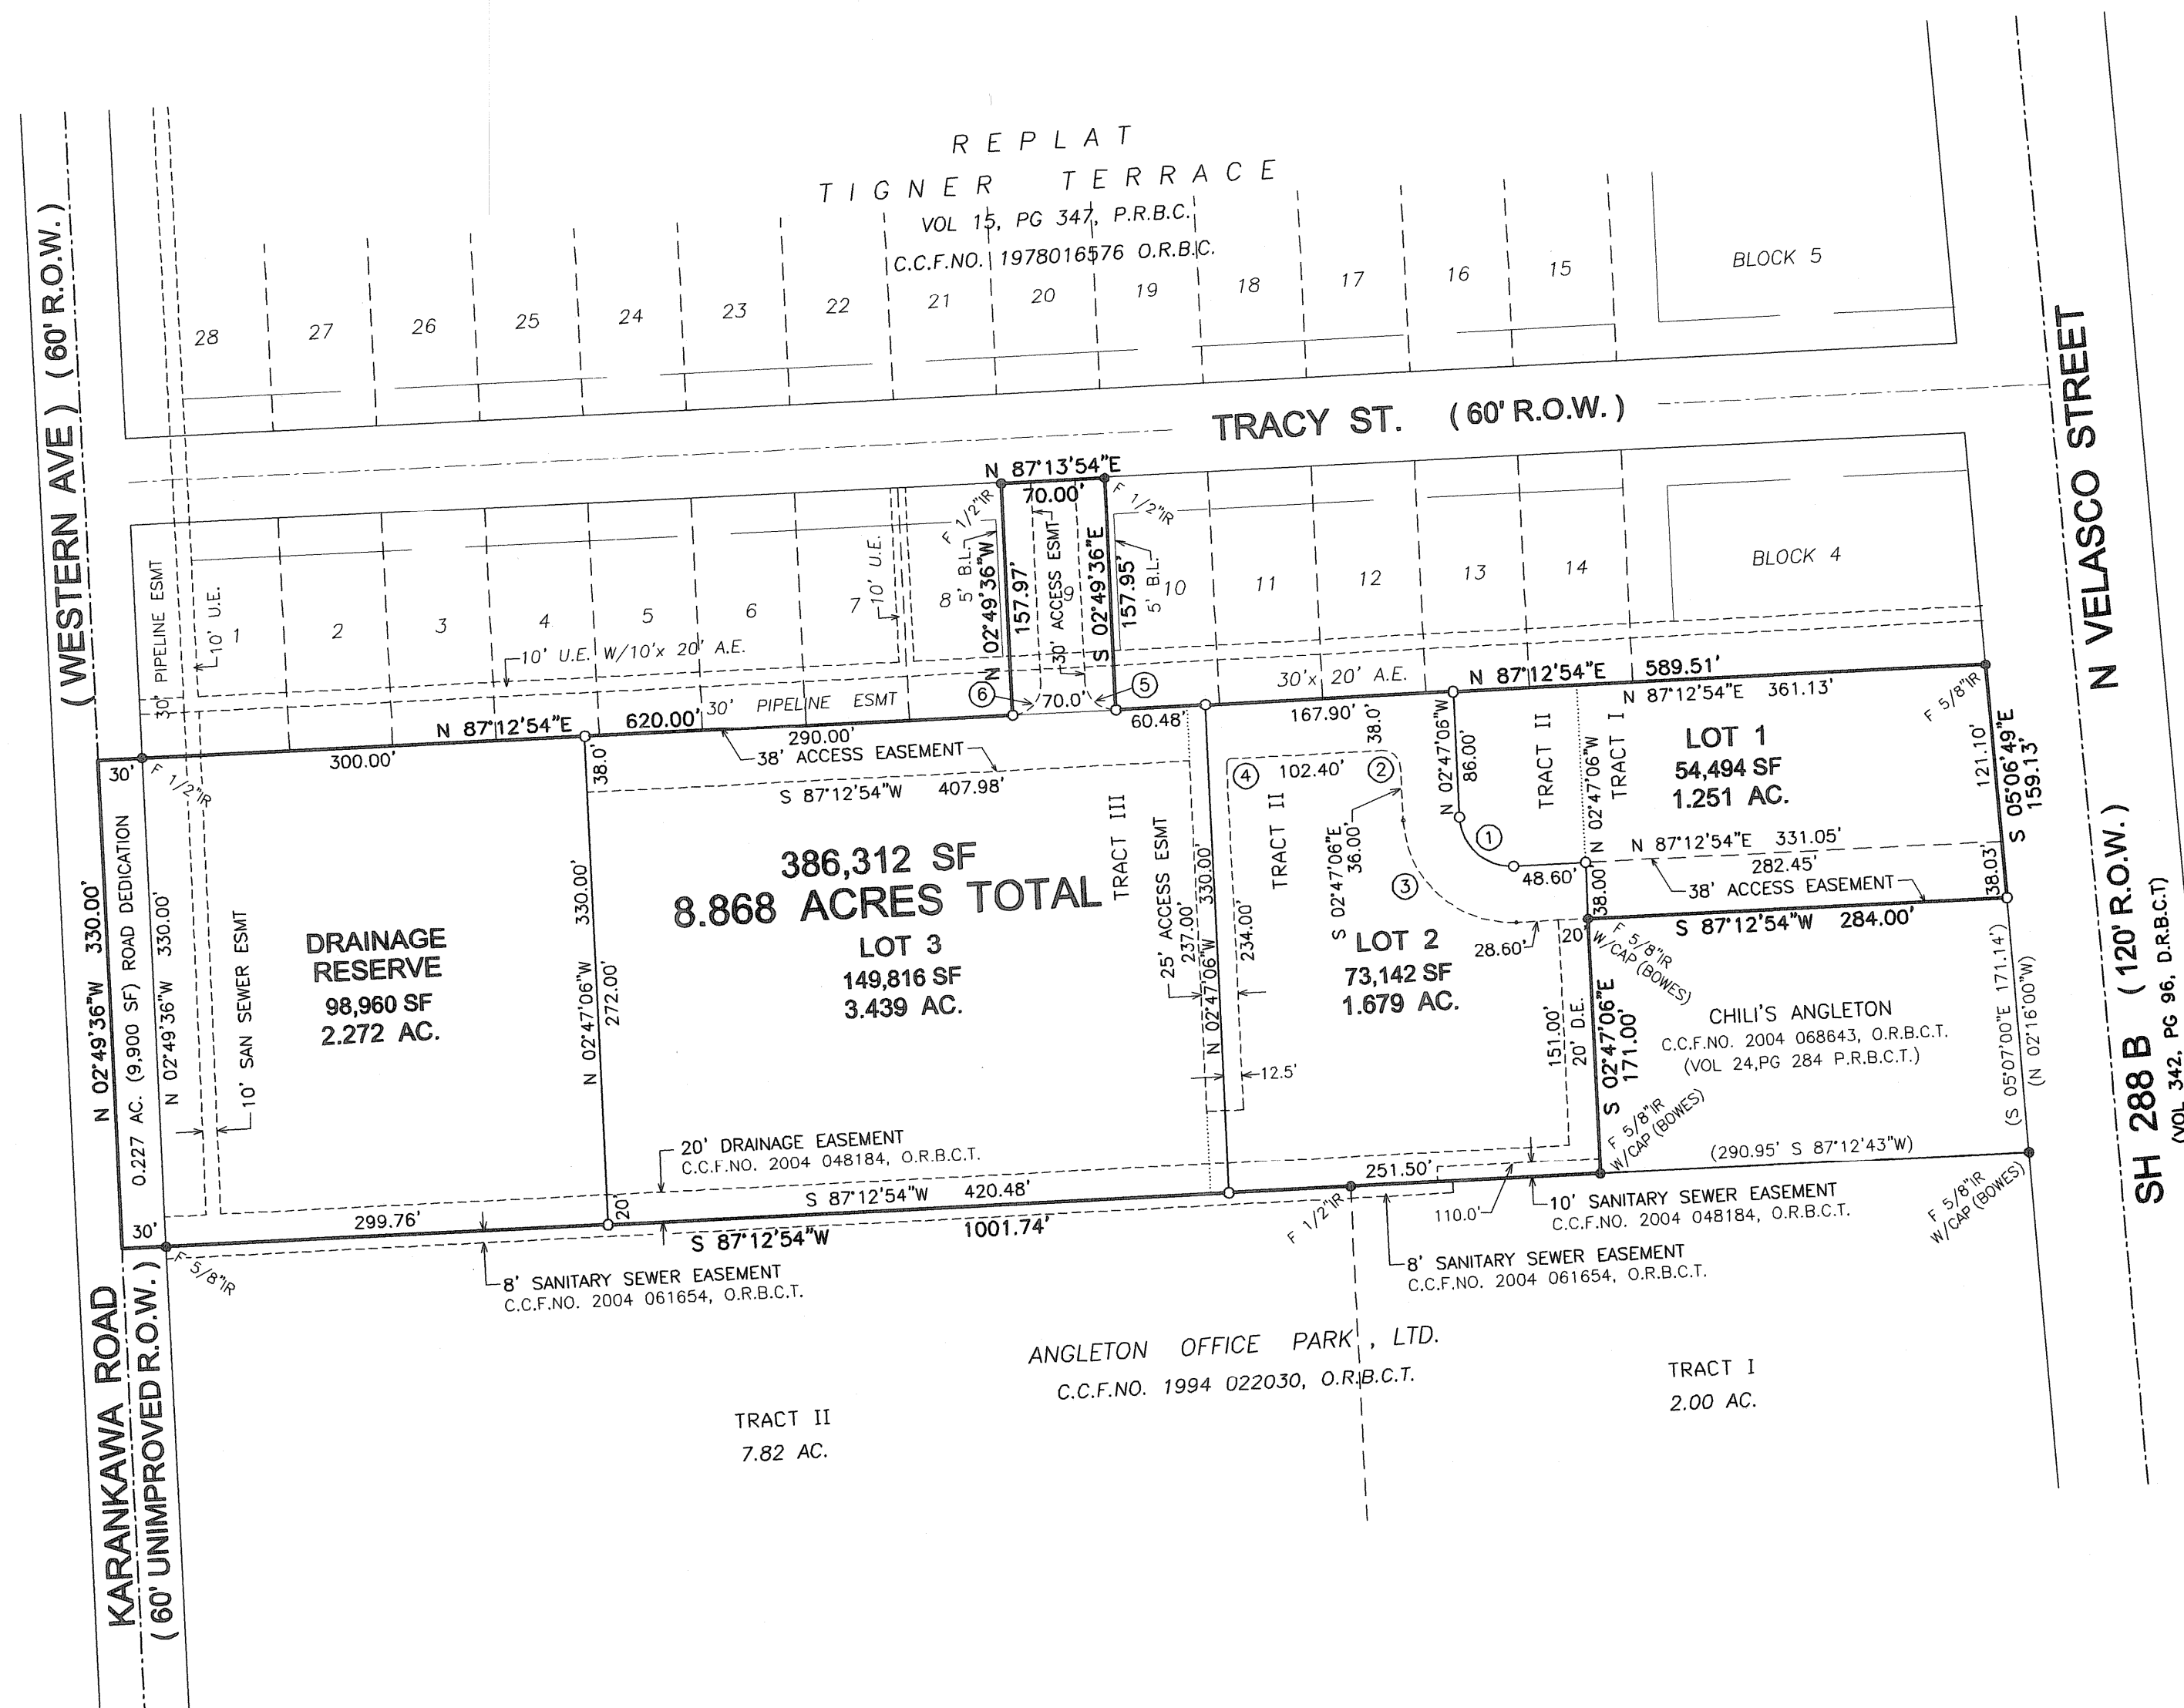 REPLAT
TIGNER TERRACE
VOL 15, PG 347, P.R.B.C.
C.C.F.NO. 1978016576 O.R.B.C.
28
27
26
25
24
23
22
21
20
19
18
17
16
15
BLOCK 5
(WESTERN AVE) (60' R.O.W.)
TRACY ST. (60' R.O.W.)
N VELASCO STREET
N 87°13'54"E
70.00'
F 1/2"IR
F 1/2"IR
30' PIPELINE ESMT
10' U.E.
1
2
3
4
5
6
7
10' U.E.
8
5' B.L.
N 02°49'36"W
157.97'
30' ACCESS ESMT
9
S 02°49'36"E
157.95'
5' B.L.
10
11
12
13
14
BLOCK 4
10' U.E. W/10'x 20' A.E.
30' PIPELINE ESMT
30'x 20' A.E.
6
70.0'
5
N 87°12'54"E 620.00'
N 87°12'54"E 589.51'
N 87°12'54"E 361.13'
F 5/8"IR
30'
F 1/2"IR
300.00'
290.00'
60.48'
167.90'
38' ACCESS EASEMENT
38.0'
38.0'
S 87°12'54"W 407.98'
4
102.40'
2
N 02°47'06"W
86.00'
TRACT II
N 02°47'06"W
TRACT I
LOT 1
54,494 SF
1.251 AC.
121.10'
S 05°06'49"E
159.13'
1
N 87°12'54"E 331.05'
282.45'
38' ACCESS EASEMENT
38.03'
48.60'
38.00'
S 87°12'54"W 284.00'
386,312 SF
8.868 ACRES TOTAL
LOT 3
149,816 SF
3.439 AC.
TRACT III
25' ACCESS ESMT
237.00'
N 02°47'06"W 330.00'
234.00'
TRACT II
S 02°47'06"E
36.00'
3
28.60'
LOT 2
73,142 SF
1.679 AC.
20'
F 5/8"IR
W/CAP (BOWES)
N 02°49'36"W 330.00'
0.227 AC. (9,900 SF) ROAD DEDICATION
N 02°49'36"W 330.00'
10' SAN SEWER ESMT
DRAINAGE
RESERVE
98,960 SF
2.272 AC.
N 02°47'06"W 330.00'
272.00'
12.5'
151.00'
20' D.E.
S 02°47'06"E
171.00'
CHILI'S ANGLETON
C.C.F.NO. 2004 068643, O.R.B.C.T.
(VOL 24,PG 284 P.R.B.C.T.)
(S 05°07'00"E 171.14')
(N 02°16'00"W)
SH 288 B (120' R.O.W.)
(VOL 342, PG 96, D.R.B.C.T)
20' DRAINAGE EASEMENT
C.C.F.NO. 2004 048184, O.R.B.C.T.
F 5/8"IR
W/CAP (BOWES)
(290.95' S 87°12'43"W)
F 5/8"IR
W/CAP (BOWES)
30'
299.76'
20'
S 87°12'54"W 420.48'
251.50'
S 87°12'54"W 1001.74'
F 5/8"IR
F 1/2"IR
110.0'
10' SANITARY SEWER EASEMENT
C.C.F.NO. 2004 048184, O.R.B.C.T.
8' SANITARY SEWER EASEMENT
C.C.F.NO. 2004 061654, O.R.B.C.T.
8' SANITARY SEWER EASEMENT
C.C.F.NO. 2004 061654, O.R.B.C.T.
KARANKAWA ROAD
(60' UNIMPROVED R.O.W.)
ANGLETON OFFICE PARK, LTD.
C.C.F.NO. 1994 022030, O.R.B.C.T.
TRACT I
2.00 AC.
TRACT II
7.82 AC.